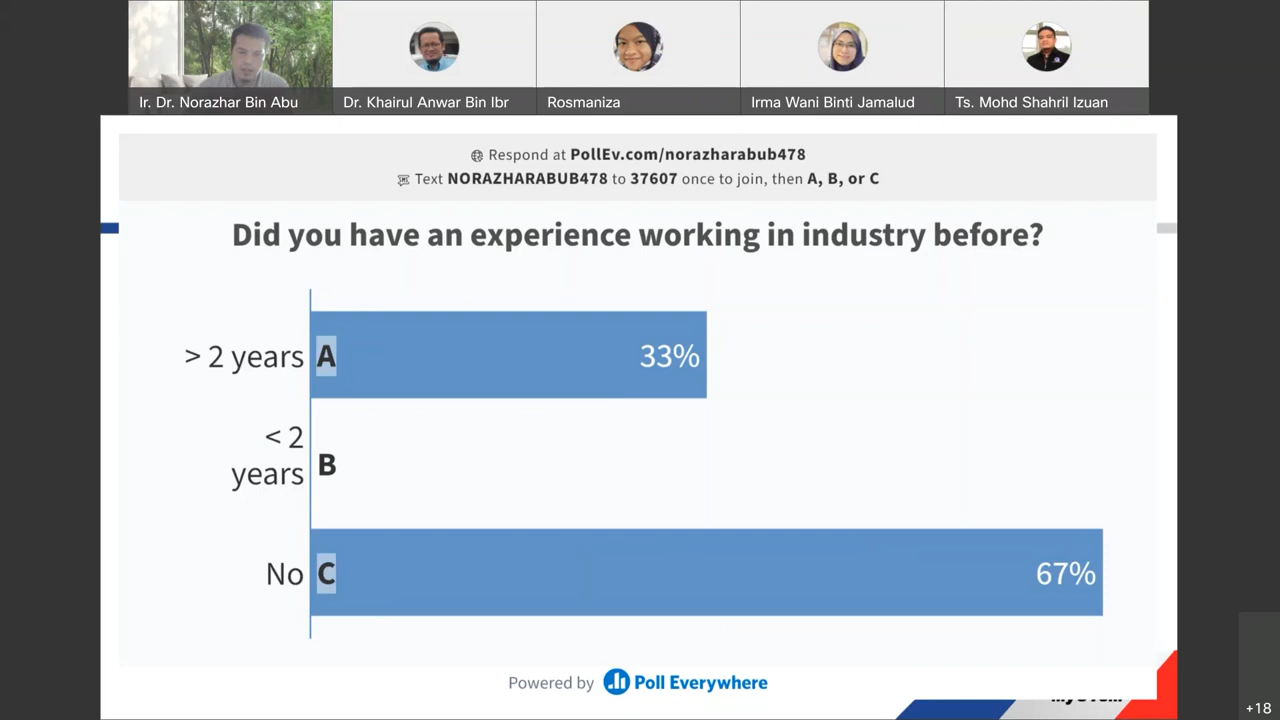 Ir. Dr. Norazhar Bin Abu
Dr. Khairul Anwar Bin Ibr
Rosmaniza
Irma Wani Binti Jamalud
Ts. Mohd Shahril Izuan
Respond at PollEv.com/norazharabub478
Text NORAZHARABUB478 to 37607 once to join, then A, B, or C
Did you have an experience working in industry before?
> 2 years A 33%
< 2
years B
No C 67%
Powered by Poll Everywhere
+18